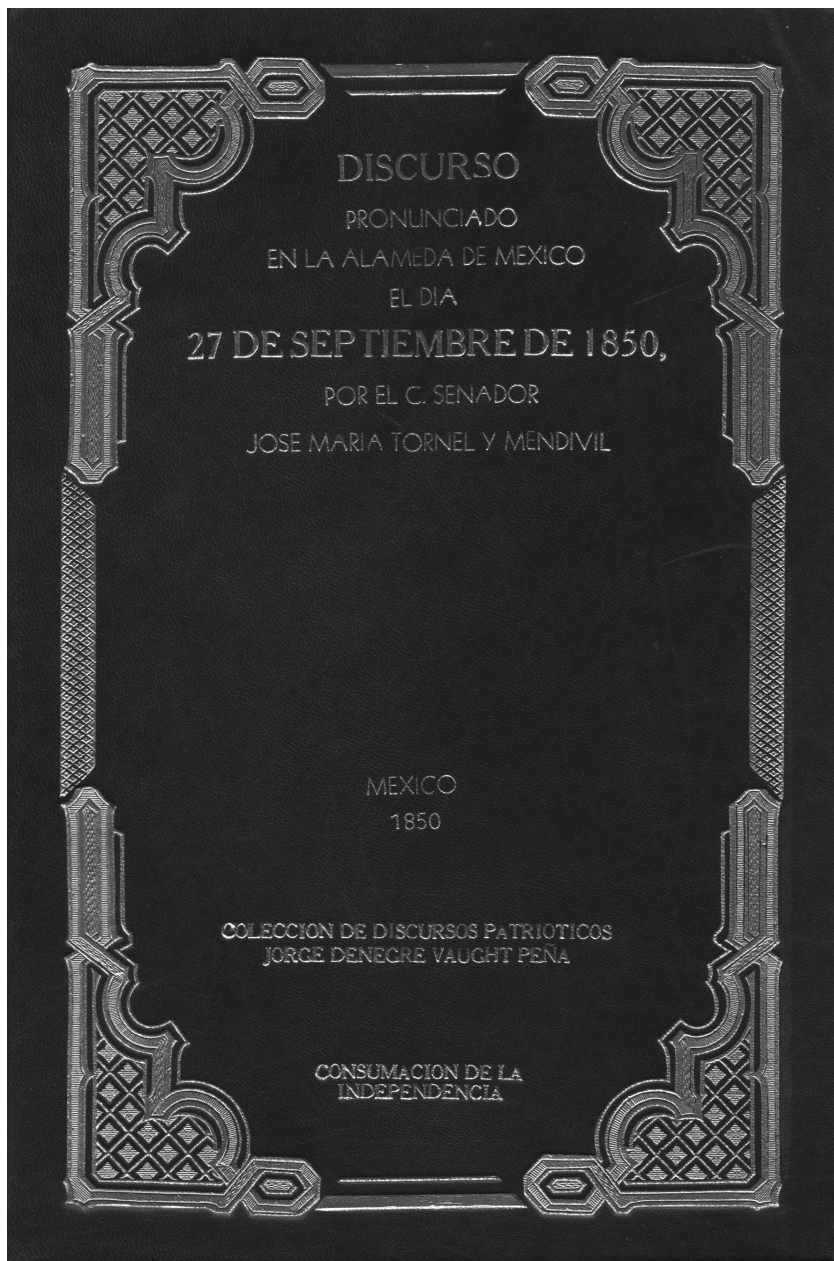 DISCURSO
PRONUNCIADO
EN LA ALAMEDA DE MEXICO
EL DIA
27 DE SEPTIEMBRE DE 1850,
POR EL C. SENADOR
JOSE MARIA TORNEL Y MENDIVIL
MEXICO
1850
COLECCION DE DISCURSOS PATRIOTICOS
JORGE DENEGRE VAUGHT PEÑA
CONSUMACION DE LA
INDEPENDENCIA